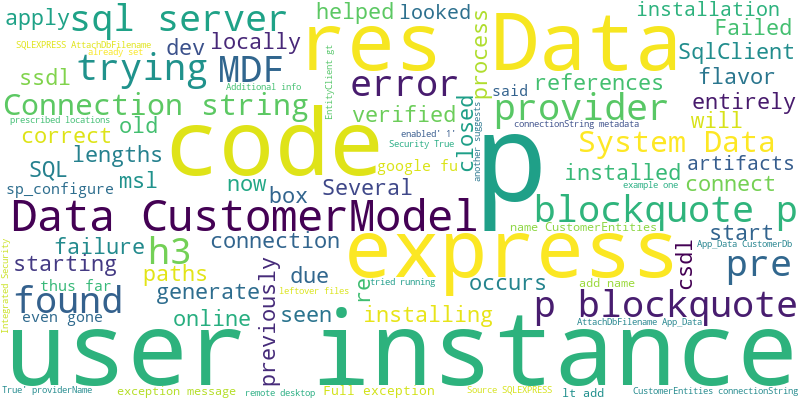 apply
sql server
helped
looked
installation
SQLEXPRESS AttachDbFilename
already set
dev
locally
res
Data
process
Failed
SqlClient
trying
MDF
Additional info
EntityClient gt
said
references
flavor
ssdl
error
Connection string
verified
closed
another suggests
provider
entirely
prescribed locations
old
code
p
connectionString metadata
will
correct
enabled' 1`
Security True
System Data
lengths
google fu
SQL
msl
now
box
Several
installed
artifacts
sp_configure
example one
connect
Data CustomerModel
blockquote p
name CustomerEntities
start
failure
h3
connection
express
App_Data CustomerDb
csdl
pre
starting
paths
due
re
occurs
add name
Integrated Security
thus far
previously
generate
tried running
leftover files
found
seen
installing
p blockquote
even gone
online
AttachDbFilename App_Data
user instance
True' providerName
exception message
remote desktop
Full exception
Source SQLEXPRESS
lt add
CustomerEntities connectionString